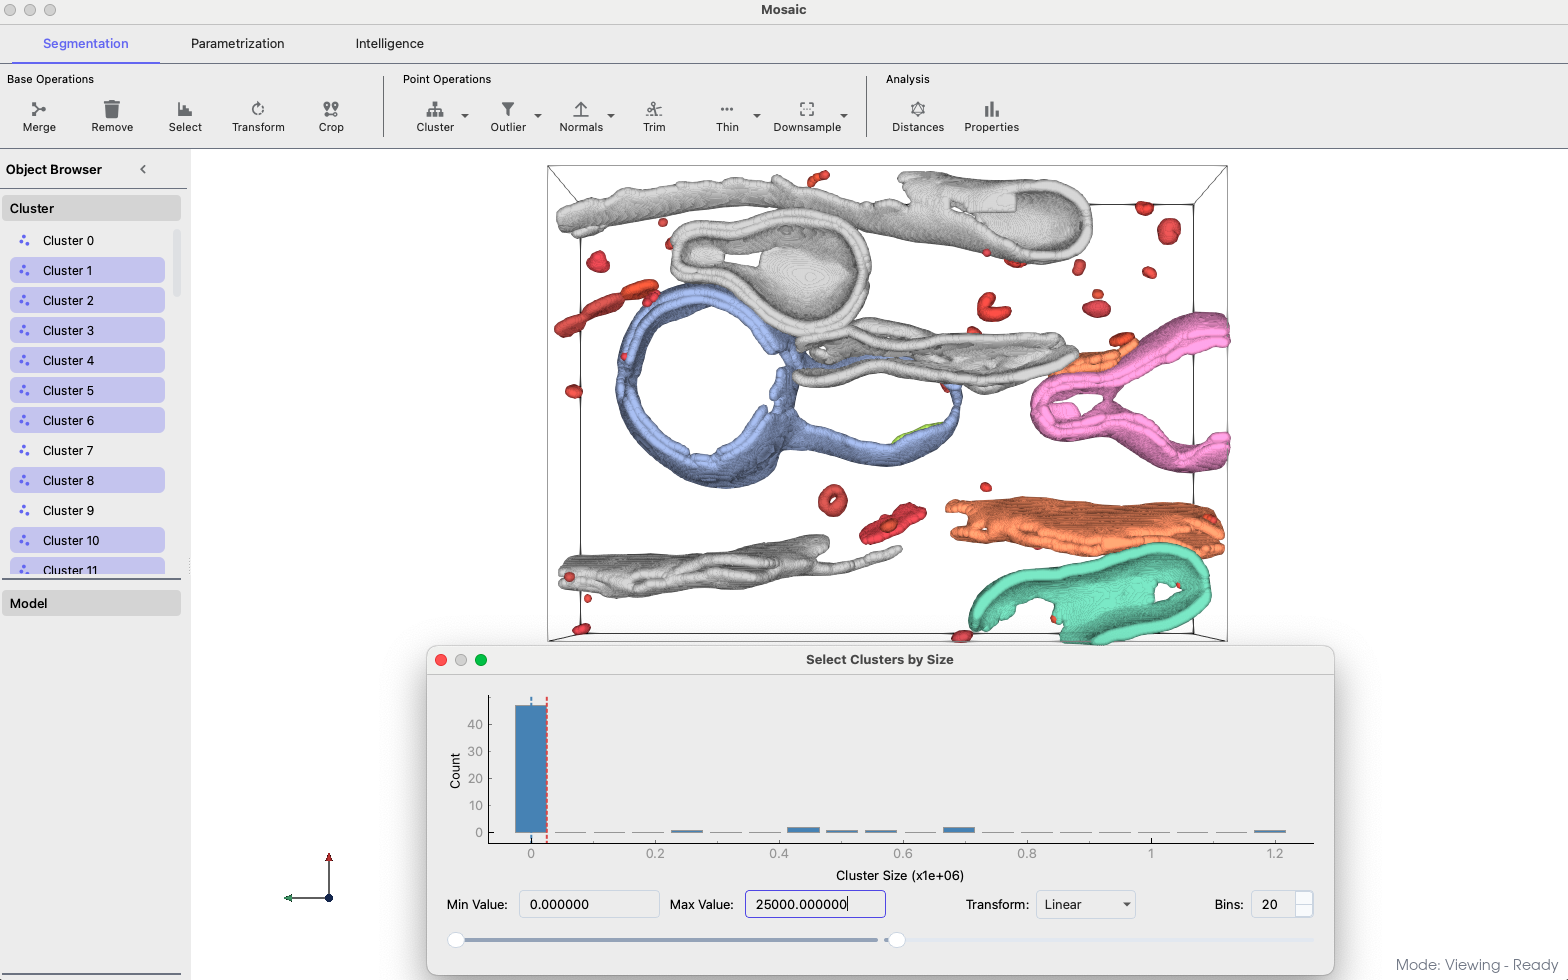 Mosaic
Segmentation Parametrization Intelligence
Base Operations Point Operations Analysis
Merge Remove Select Transform Crop Cluster Outlier Normals Trim Thin Downsample Distances Properties
Object Browser
Cluster
Cluster 0
Cluster 1
Cluster 2
Cluster 3
Cluster 4
Cluster 5
Cluster 6
Cluster 7
Cluster 8
Cluster 9
Cluster 10
Cluster 11
Model
Select Clusters by Size
Count
40
30
20
10
0
0 0.2 0.4 0.6 0.8 1 1.2
Cluster Size (x1e+06)
Min Value: 0.000000 Max Value: 25000.000000 Transform: Linear Bins: 20
Mode: Viewing - Ready